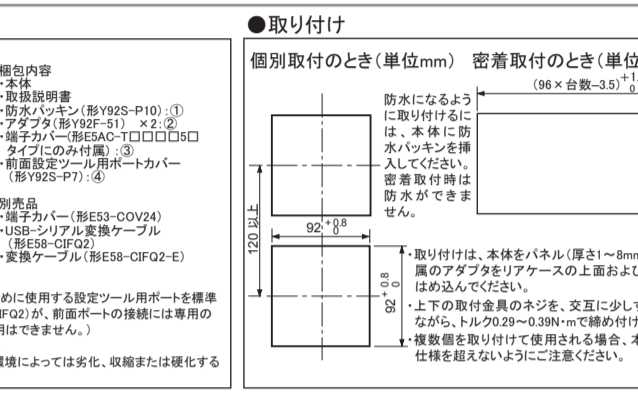 梱包内容
・本体
・取扱説明書
・防水パッキン(形Y92S-P10):①
・アダプタ(形Y92F-51) ×2:②
・端子カバー(形E5AC-T□□□□5□
タイプにのみ付属):③
・前面設定ツール用ポートカバー
(形Y92S-P7):④
別売品
・端子カバー(形E53-COV24)
・USB-シリアル変換ケーブル
(形E58-CIFQ2)
・変換ケーブル(形E58-CIFQ2-E)
めに使用する設定ツール用ポートを標準
IFQ2)が、前面ポートの接続には専用の
用はできません。)
環境によっては劣化、収縮または硬化する
●取り付け
個別取付のとき(単位mm)
密着取付のとき(単位
防水になるよう
に取り付けるに
は、本体に防
水パッキンを挿
入してください。
密着取付時は
防水ができま
せん。
(96×台数–3.5)+1.
0
120 以上
92 +0.8
0
92 +0.8
0
・取り付けは、本体をパネル(厚さ1〜8mm
属のアダプタをリアケースの上面およひ
はめ込んでください。
・上下の取付金具のネジを、交互に少しす
ながら、トルク0.29〜0.39N・mで締め付け
・複数個を取り付けて使用される場合、本
仕様を超えないようにご注意ください。